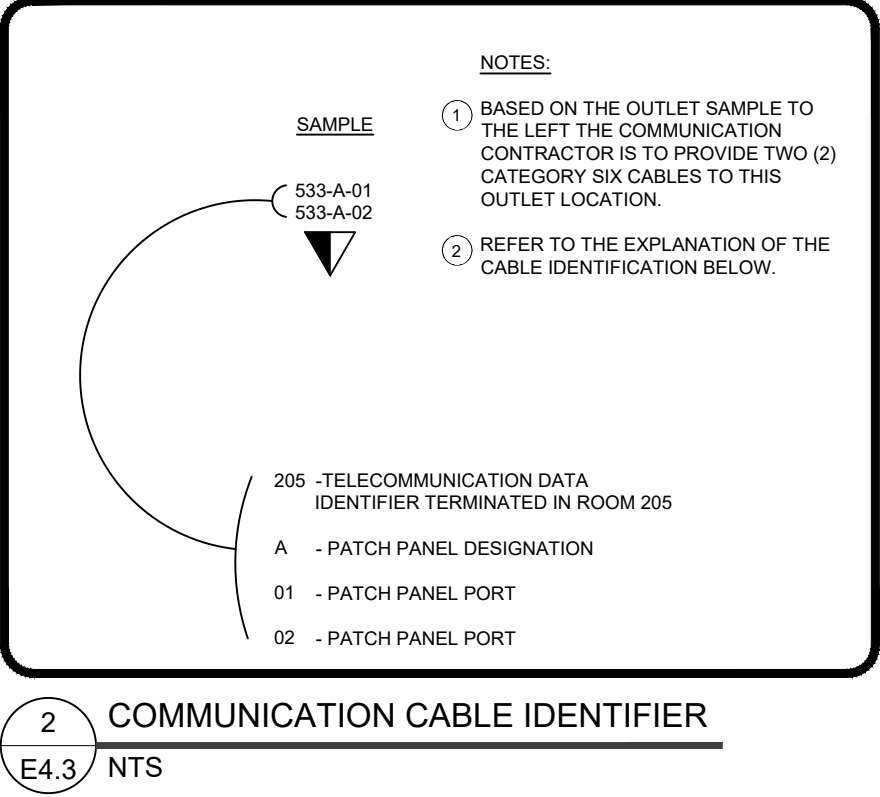 SAMPLE
533-A-01
533-A-02
NOTES:
1 BASED ON THE OUTLET SAMPLE TO
THE LEFT THE COMMUNICATION
CONTRACTOR IS TO PROVIDE TWO (2)
CATEGORY SIX CABLES TO THIS
OUTLET LOCATION.
2 REFER TO THE EXPLANATION OF THE
CABLE IDENTIFICATION BELOW.
205 -TELECOMMUNICATION DATA
IDENTIFIER TERMINATED IN ROOM 205
A - PATCH PANEL DESIGNATION
01 - PATCH PANEL PORT
02 - PATCH PANEL PORT
2 COMMUNICATION CABLE IDENTIFIER
E4.3 NTS